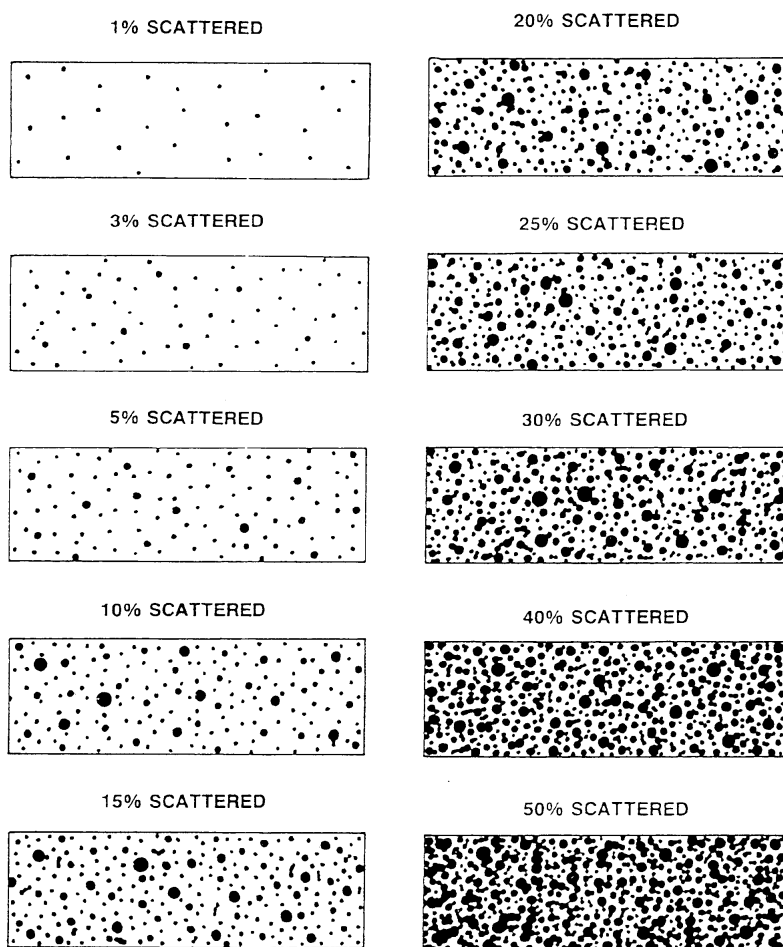 1% SCATTERED
3% SCATTERED
5% SCATTERED
10% SCATTERED
15% SCATTERED
20% SCATTERED
25% SCATTERED
30% SCATTERED
40% SCATTERED
50% SCATTERED